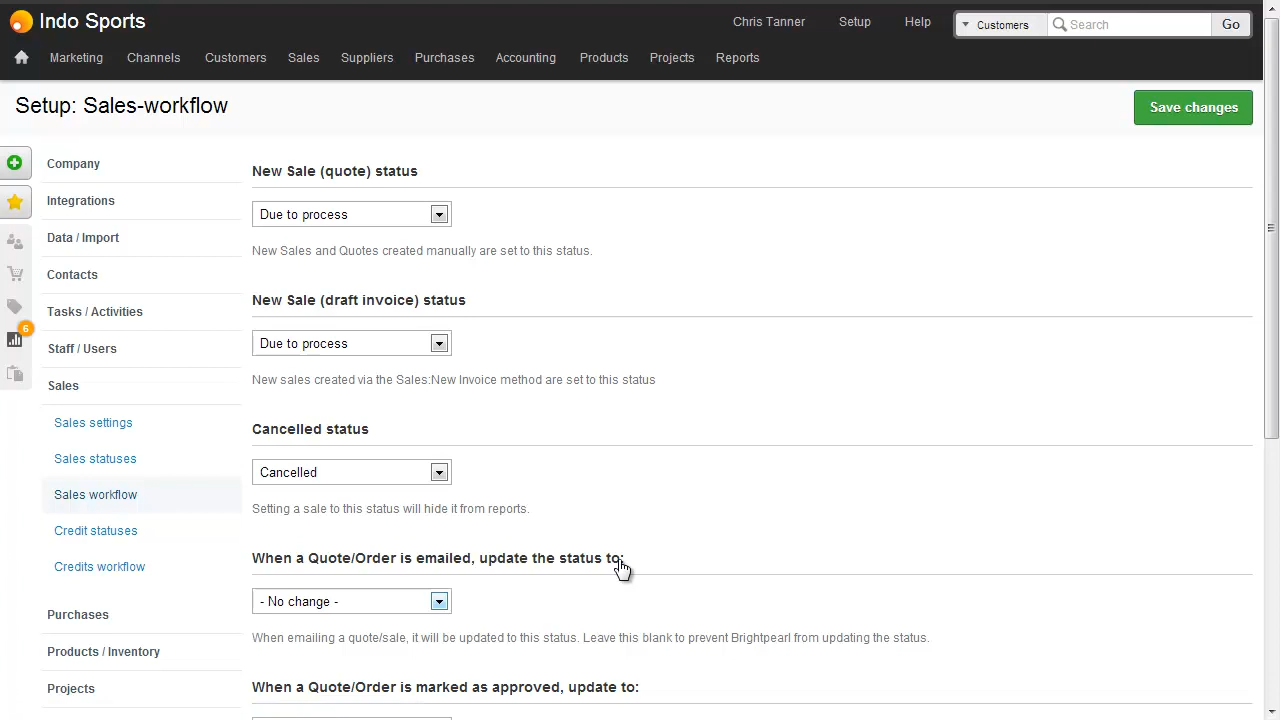 Indo Sports
Chris Tanner Setup Help Customers Search Go
Marketing Channels Customers Sales Suppliers Purchases Accounting Products Projects Reports
Setup: Sales-workflow
Save changes
Company
Integrations
Data / Import
Contacts
Tasks / Activities
Staff / Users
Sales
Sales settings
Sales statuses
Sales workflow
Credit statuses
Credits workflow
Purchases
Products / Inventory
Projects
6
New Sale (quote) status
Due to process
New Sales and Quotes created manually are set to this status.
New Sale (draft invoice) status
Due to process
New sales created via the Sales:New Invoice method are set to this status
Cancelled status
Cancelled
Setting a sale to this status will hide it from reports.
When a Quote/Order is emailed, update the status to:
- No change -
When emailing a quote/sale, it will be updated to this status. Leave this blank to prevent Brightpearl from updating the status.
When a Quote/Order is marked as approved, update to: